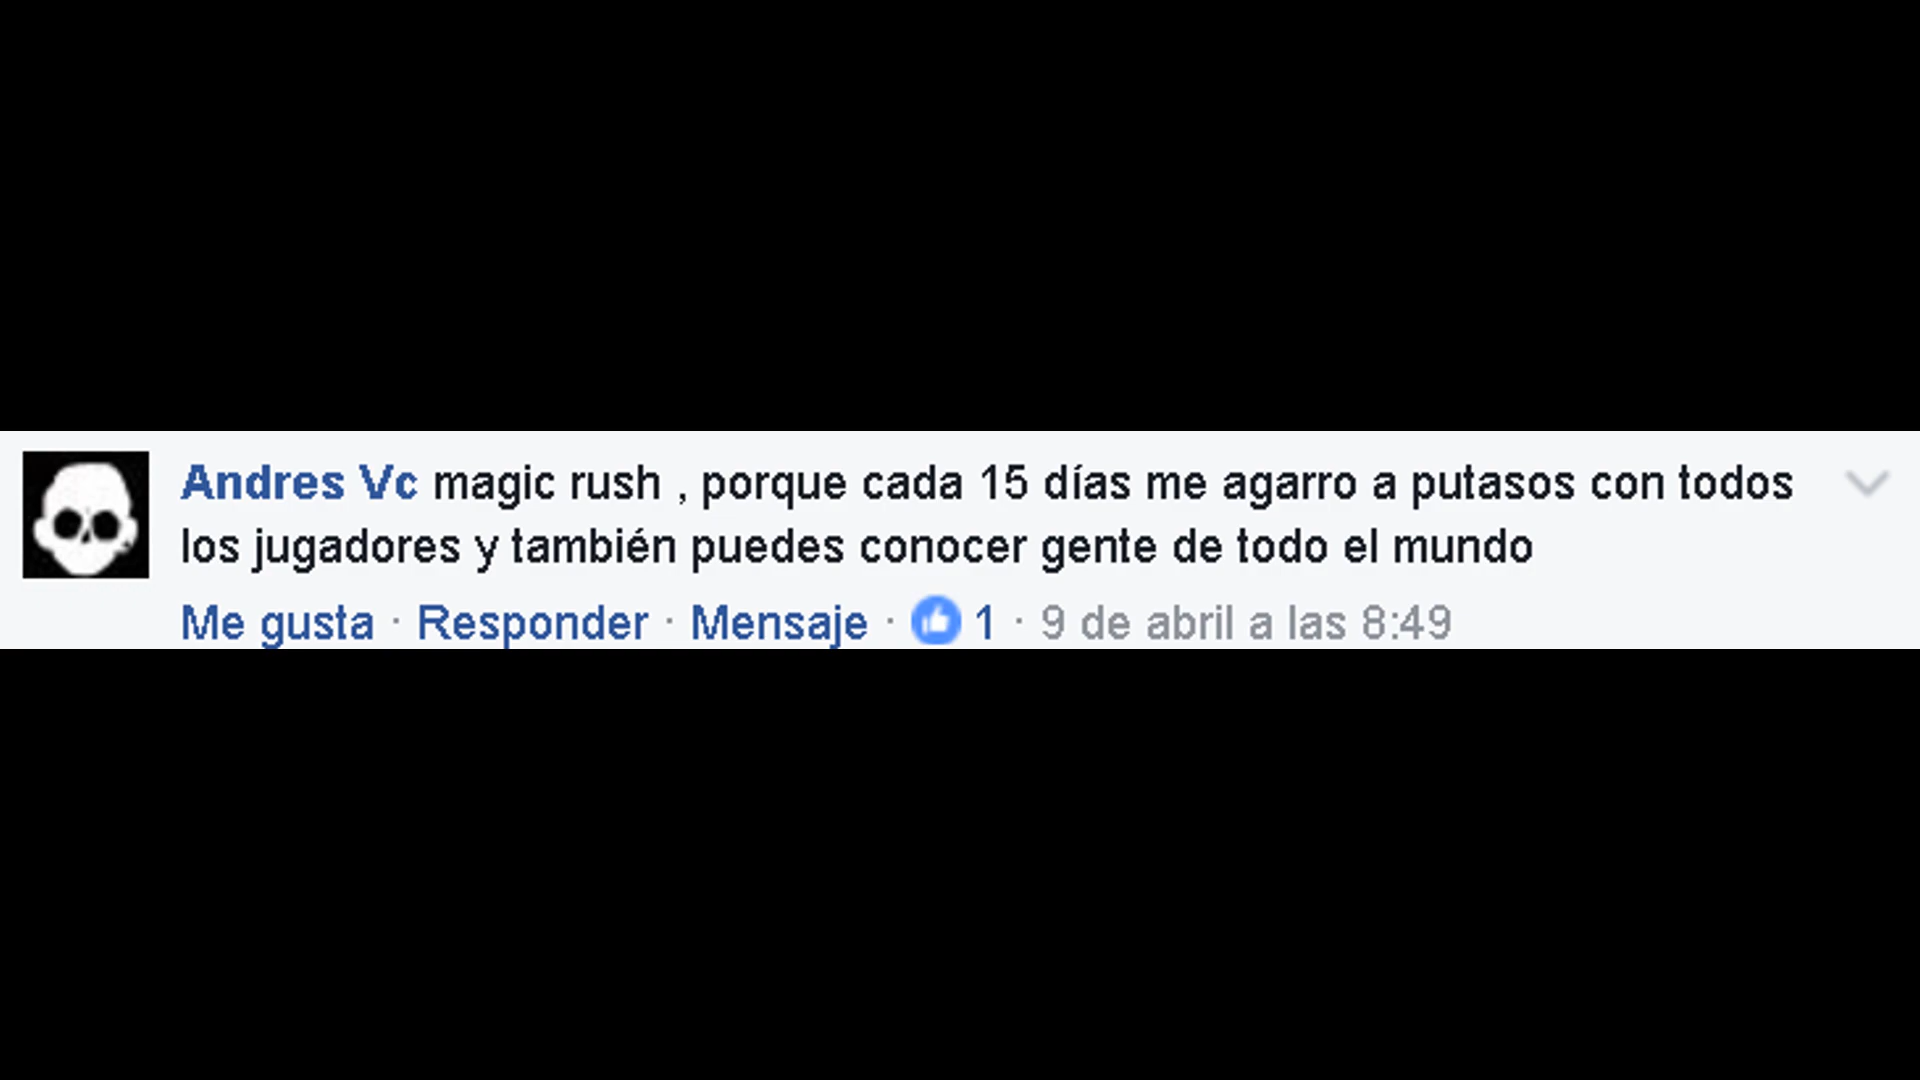 Andres Vc magic rush , porque cada 15 días me agarro a putasos con todos
los jugadores y también puedes conocer gente de todo el mundo
Me gusta · Responder · Mensaje · 1 · 9 de abril a las 8:49